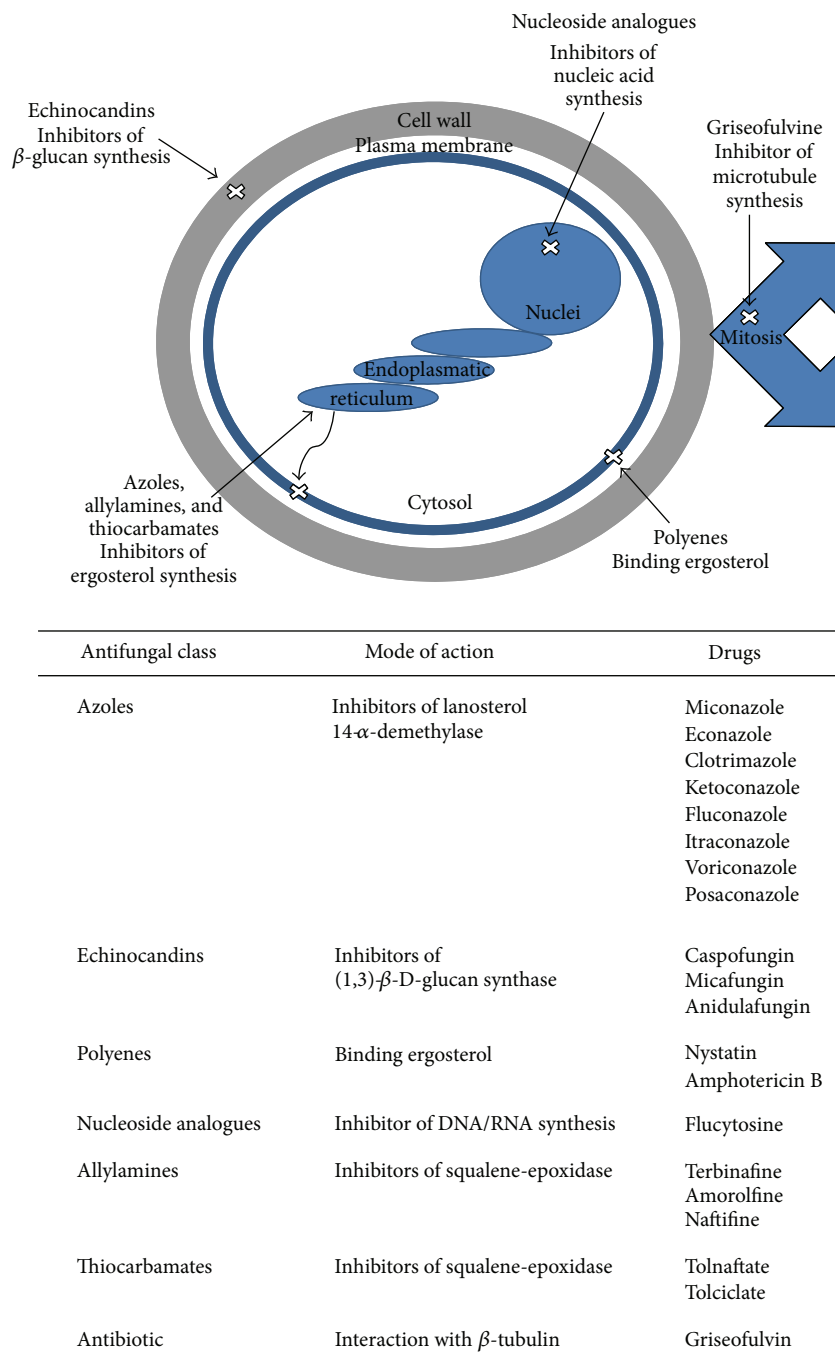 Nucleoside analogues
Inhibitors of
nucleic acid
synthesis
Echinocandins
Inhibitors of
β-glucan synthesis
Cell wall
Plasma membrane
Griseofulvine
Inhibitor of
microtubule
synthesis
Nuclei
Mitosis
Endoplasmatic
reticulum
Azoles,
allylamines, and
thiocarbamates
Inhibitors of
ergosterol synthesis
Cytosol
Polyenes
Binding ergosterol
Antifungal class Mode of action Drugs
Azoles Inhibitors of lanosterol Miconazole
14-α-demethylase Econazole
Clotrimazole
Ketoconazole
Fluconazole
Itraconazole
Voriconazole
Posaconazole
Echinocandins Inhibitors of Caspofungin
(1,3)-β-D-glucan synthase Micafungin
Anidulafungin
Polyenes Binding ergosterol Nystatin
Amphotericin B
Nucleoside analogues Inhibitor of DNA/RNA synthesis Flucytosine
Allylamines Inhibitors of squalene-epoxidase Terbinafine
Amorolfine
Naftifine
Thiocarbamates Inhibitors of squalene-epoxidase Tolnaftate
Tolciclate
Antibiotic Interaction with β-tubulin Griseofulvin